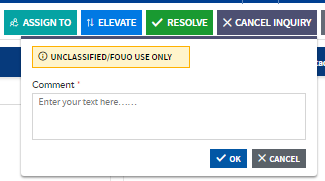 ASSIGN TO ELEVATE RESOLVE CANCEL INQUIRY
UNCLASSIFIED/FOUO USE ONLY
Comment *
Enter your text here......
OK CANCEL